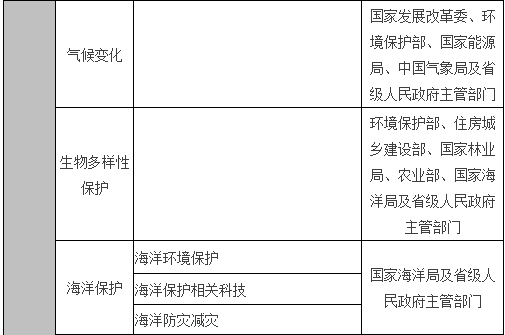 气候变化
国家发展改革委、环
境保护部、国家能源
局、中国气象局及省
级人民政府主管部门
生物多样性
保护
环境保护部、住房城
乡建设部、国家林业
局、农业部、国家海
洋局及省级人民政府
主管部门
海洋保护
海洋环境保护
海洋保护相关科技
海洋防灾减灾
国家海洋局及省级人
民政府主管部门